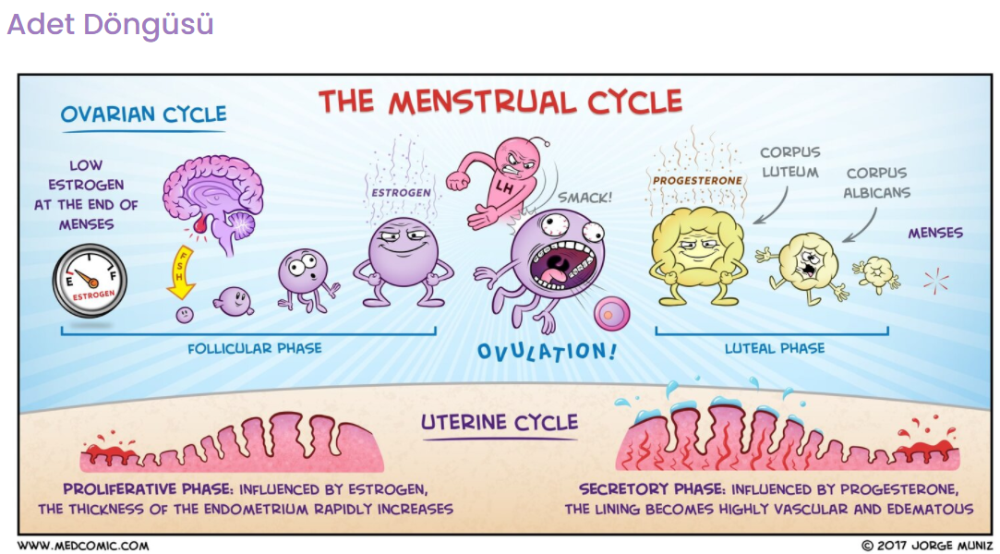 Adet Döngüsü
THE MENSTRUAL CYCLE
OVARIAN CYCLE
LOW
ESTROGEN
AT THE END OF
MENSES
E
F
ESTROGEN
FSH
ESTROGEN
LH
SMACK!
PROGESTERONE
CORPUS
LUTEUM
CORPUS
ALBICANS
MENSES
FOLLICULAR PHASE
OVULATION!
LUTEAL PHASE
UTERINE CYCLE
PROLIFERATIVE PHASE: INFLUENCED BY ESTROGEN,
THE THICKNESS OF THE ENDOMETRIUM RAPIDLY INCREASES
SECRETORY PHASE: INFLUENCED BY PROGESTERONE,
THE LINING BECOMES HIGHLY VASCULAR AND EDEMATOUS
WWW.MEDCOMIC.COM
© 2017 JORGE MUNIZ